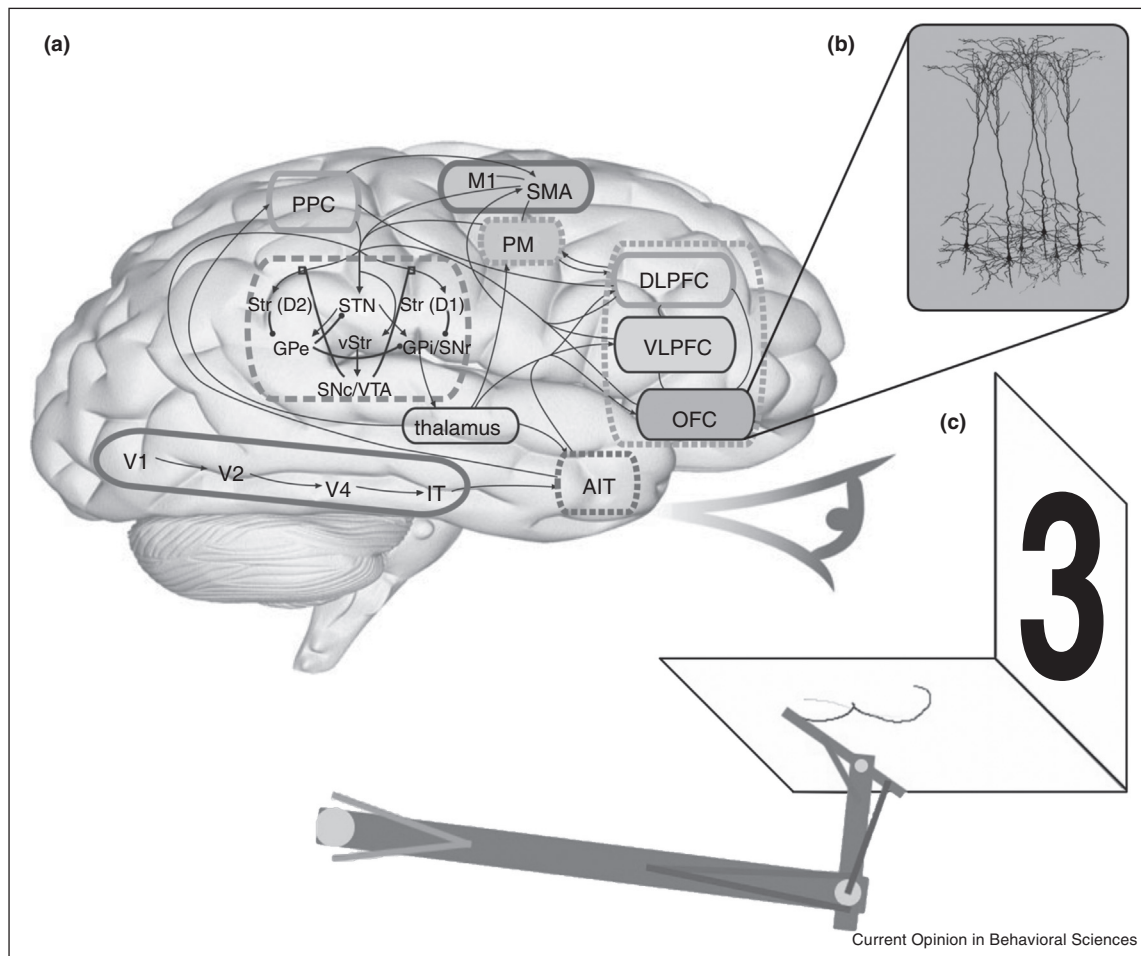 (a)
(b)
M1
SMA
PPC
PM
DLPFC
Str (D2)
STN
Str (D1)
GPe
vStr
GPi/SNr
VLPFC
SNc/VTA
OFC
thalamus
(c)
V1
V2
V4
IT
AIT
3
Current Opinion in Behavioral Sciences